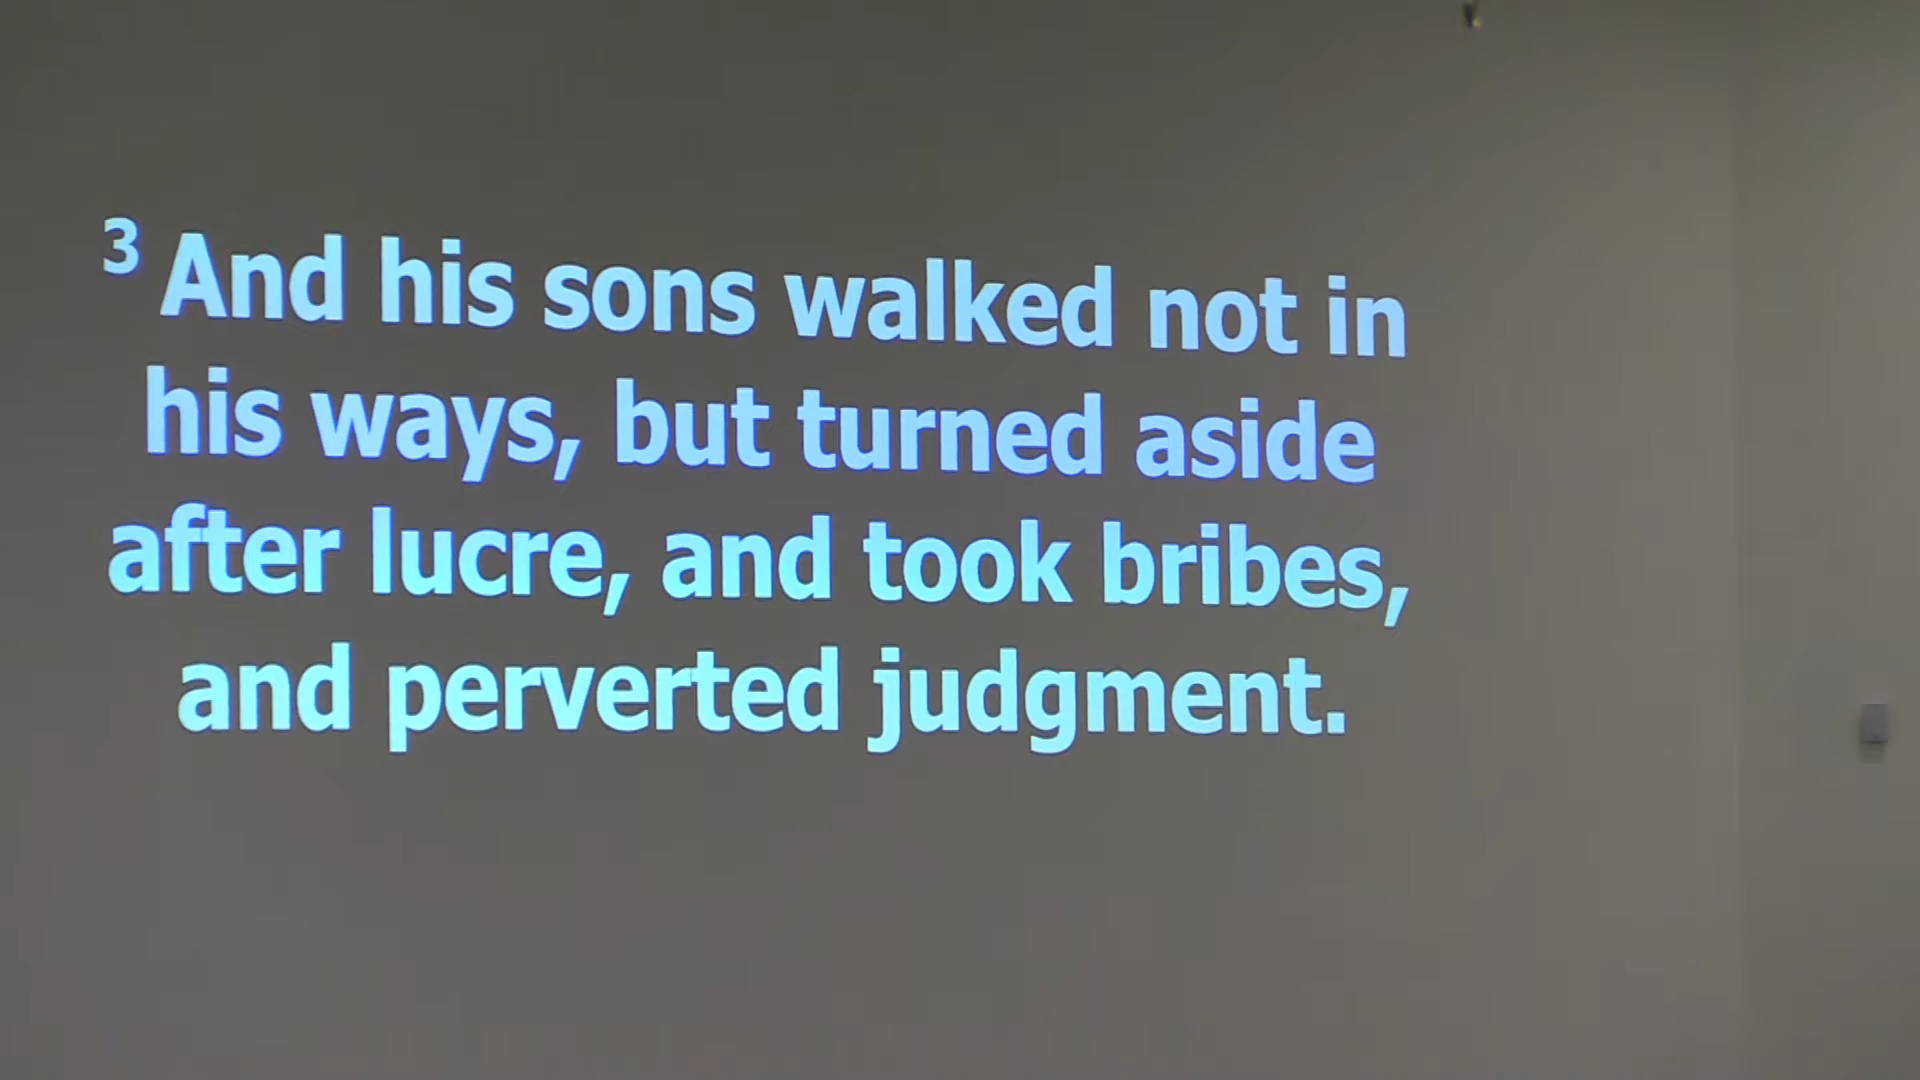 3 And his sons walked not in
his ways, but turned aside
after lucre, and took bribes,
and perverted judgment.